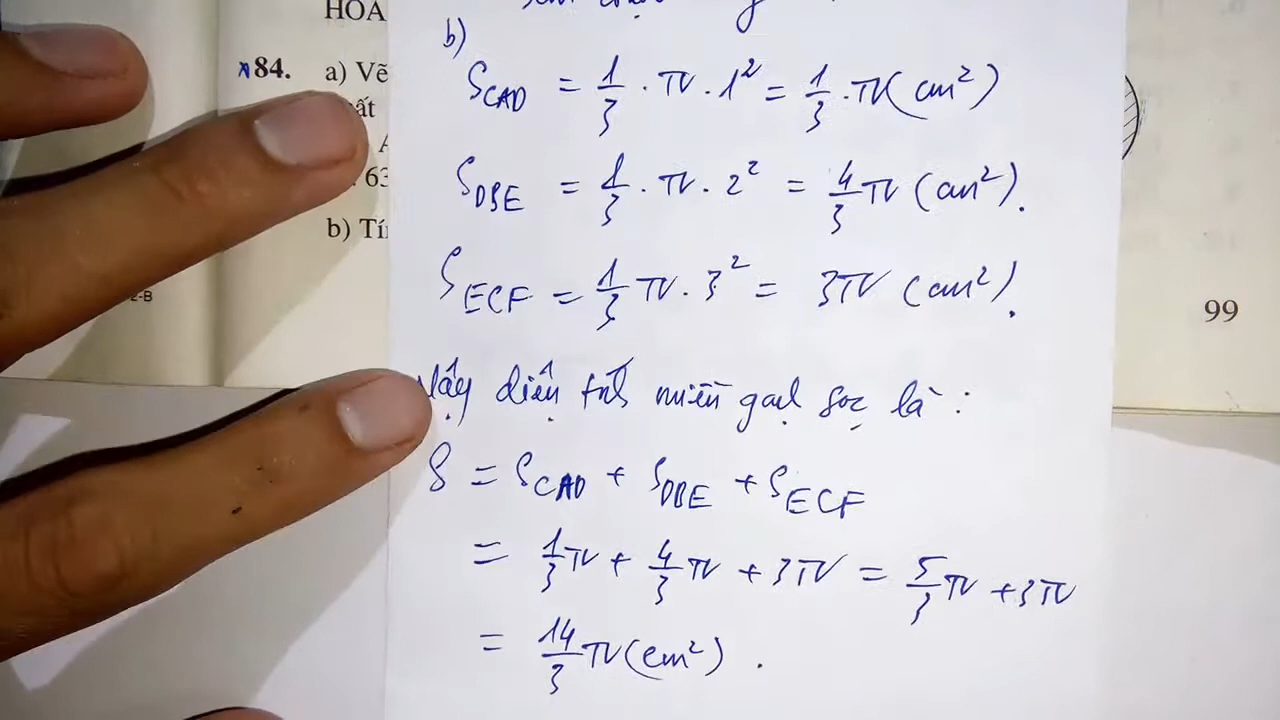 HOA
*84. a) Vẽ
ất
63
b) Tí
99
b)
S_CAD = 1/3 . π . 1² = 1/3 . π (cm²)
S_DBE = 1/3 . π . 2² = 4/3 π (cm²).
S_ECF = 1/3 π . 3² = 3π (cm²).
Vậy diện tích miền gạch sọc là :
S = S_CAD + S_DBE + S_ECF
= 1/3 π + 4/3 π + 3π = 5/3 π + 3π
= 14/3 π (cm²) .